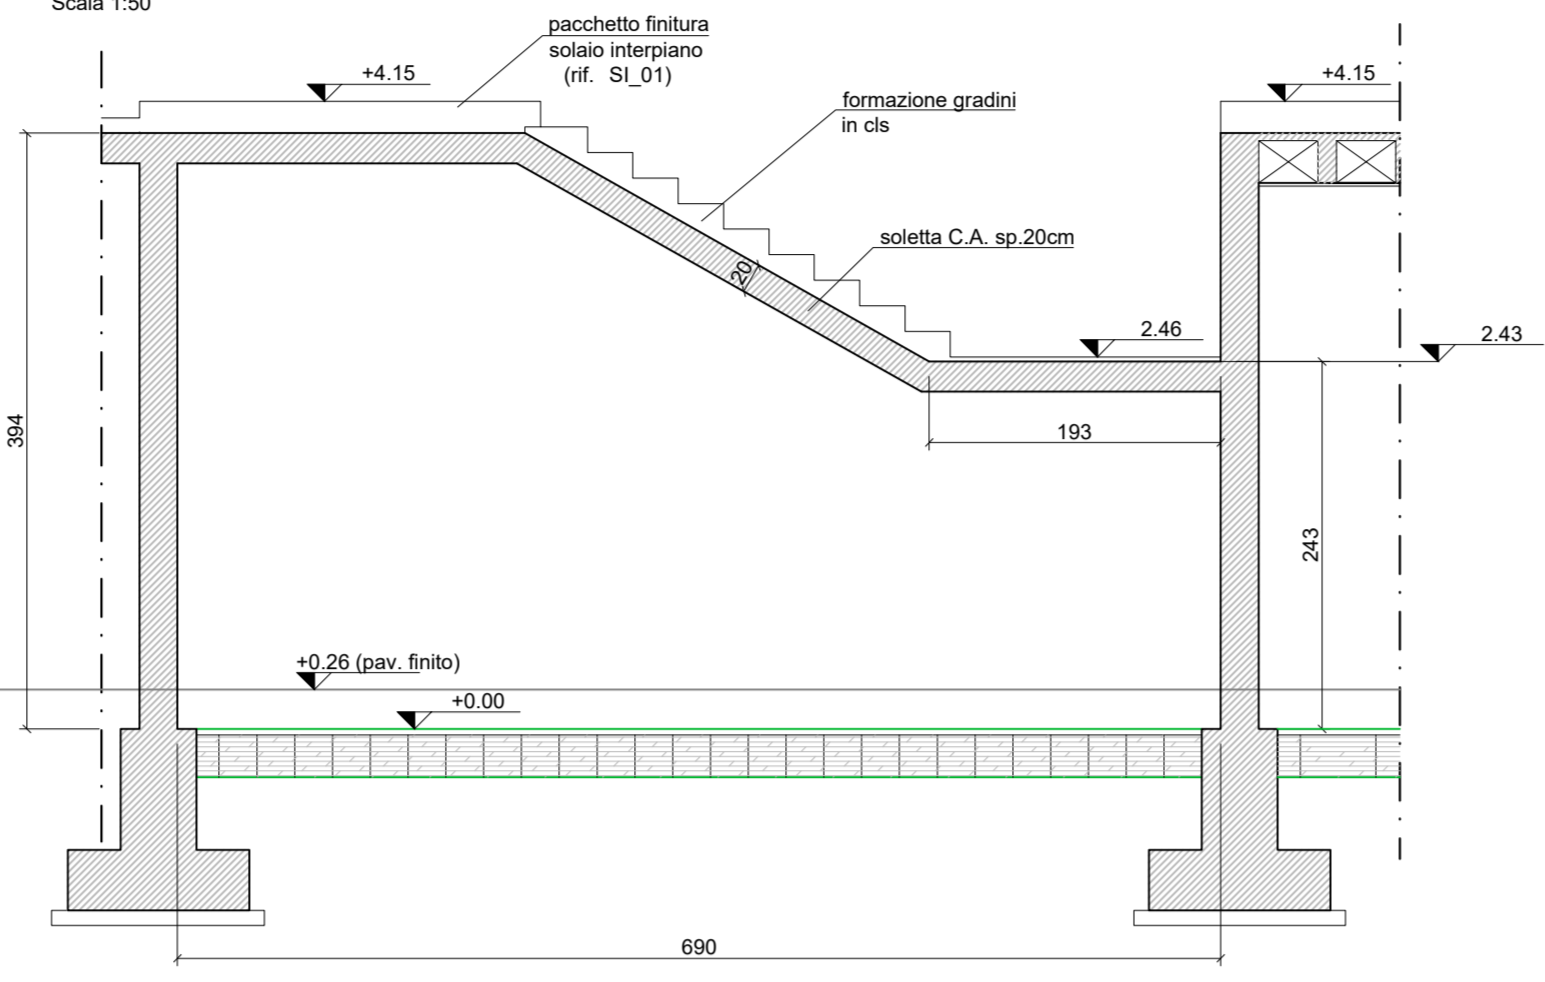 Scala 1:50
pacchetto finitura
solaio interpiano
(rif. SI_01)
+4.15
formazione gradini
in cls
+4.15
soletta C.A. sp.20cm
20
2.46
2.43
193
394
243
+0.26 (pav. finito)
+0.00
690